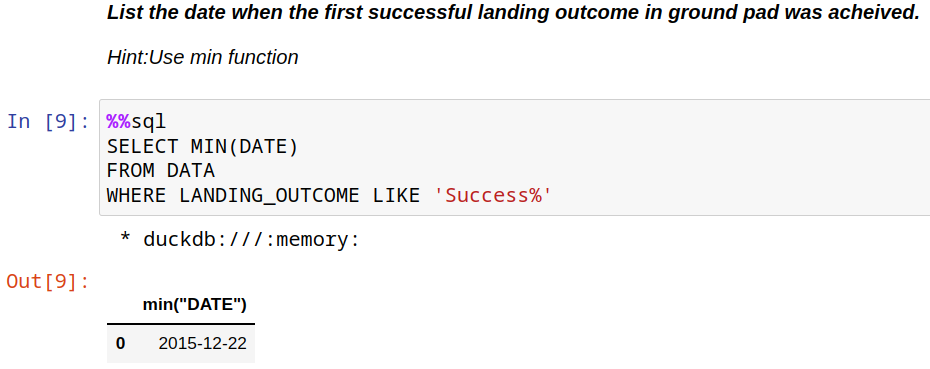 List the date when the first successful landing outcome in ground pad was acheived.
Hint:Use min function
In [9]: %%sql
SELECT MIN(DATE)
FROM DATA
WHERE LANDING_OUTCOME LIKE 'Success%'
* duckdb:///:memory:
Out[9]:
min("DATE")
0 2015-12-22